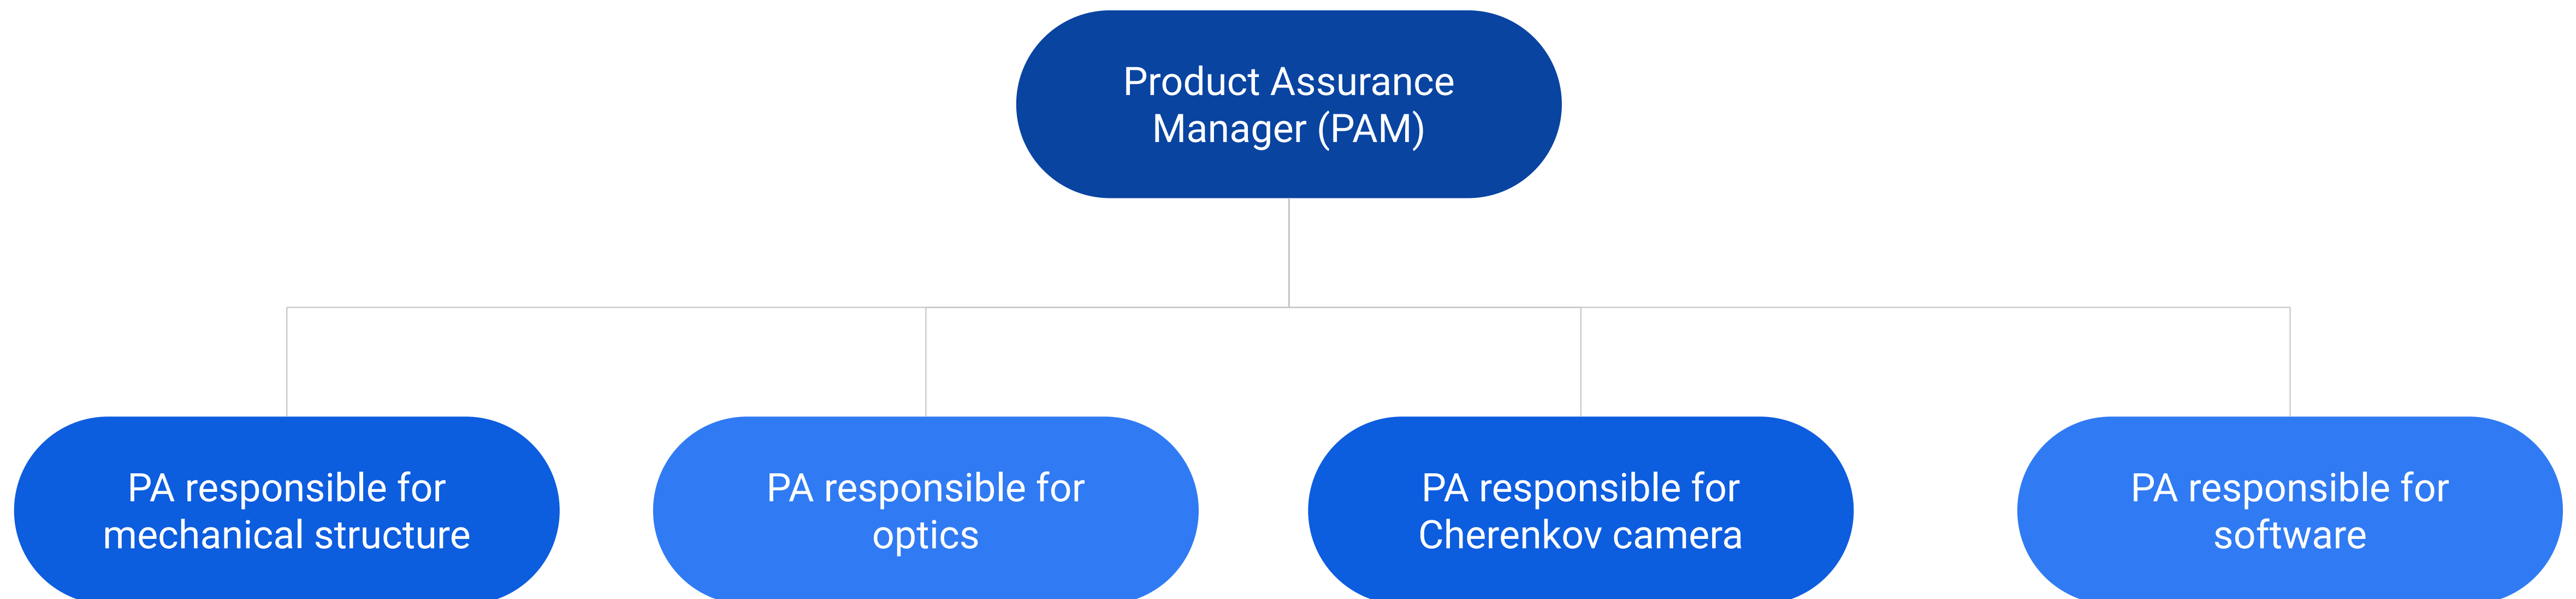 Product Assurance
Manager (PAM)
PA responsible for
mechanical structure
PA responsible for
optics
PA responsible for
Cherenkov camera
PA responsible for
software